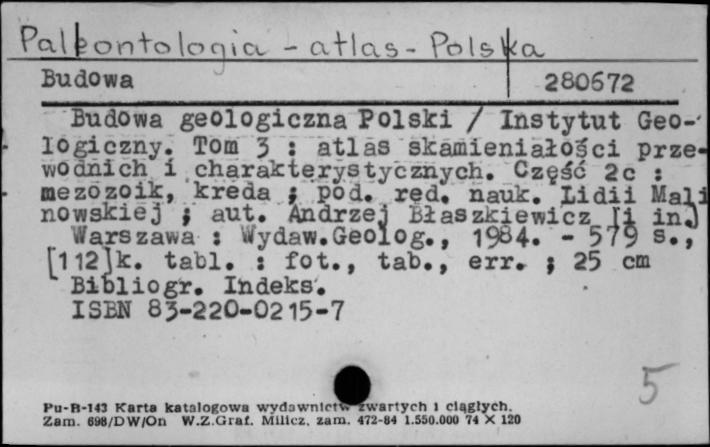 Paleontologia - atlas - Polska
Budowa 280672
Budowa geologiczna Polski / Instytut Geo-
logiczny. Tom 3 : atlas skamieniałości prze-
wodnich i charakterystycznych. Część 2c :
mezozoik, kreda ; pod. red. nauk. Lidii Mali
nowskiej ; aut. Andrzej Błaszkiewicz [i in.]
Warszawa : Wydaw.Geolog., 1984. - 579 s.,
[112]k. tabl. : fot., tab., err. ; 25 cm
Bibliogr. Indeks.
ISBN 83-220-0215-7
5
Pu-B-143 Karta katalogowa wydawnictw zwartych i ciągłych.
Zam. 698/DW/On W.Z.Graf. Milicz, zam. 472-84 1.550.000 74 X 120